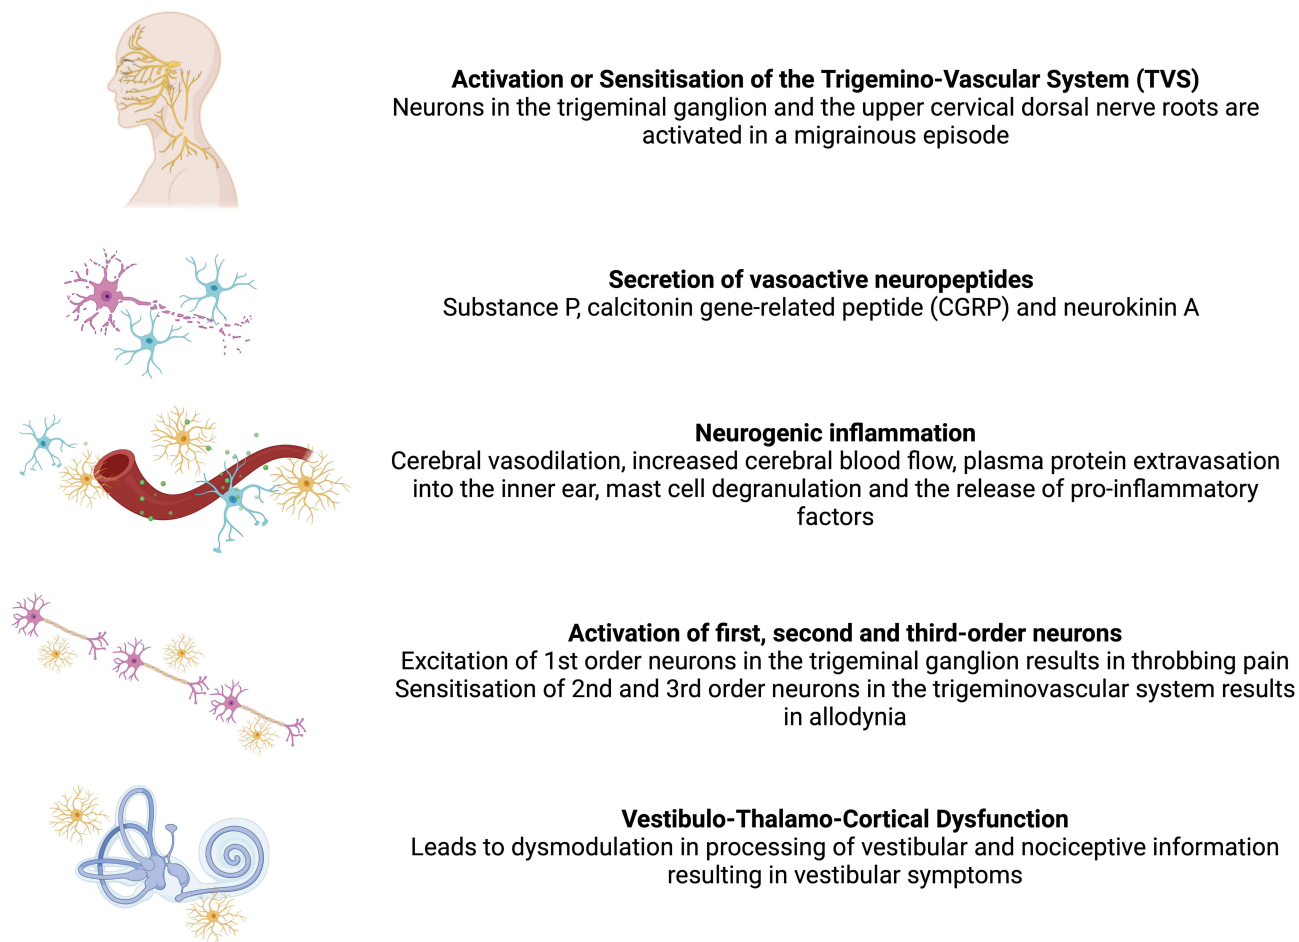 Activation or Sensitisation of the Trigemino-Vascular System (TVS)
Neurons in the trigeminal ganglion and the upper cervical dorsal nerve roots are
activated in a migrainous episode
Secretion of vasoactive neuropeptides
Substance P, calcitonin gene-related peptide (CGRP) and neurokinin A
Neurogenic inflammation
Cerebral vasodilation, increased cerebral blood flow, plasma protein extravasation
into the inner ear, mast cell degranulation and the release of pro-inflammatory
factors
Activation of first, second and third-order neurons
Excitation of 1st order neurons in the trigeminal ganglion results in throbbing pain
Sensitisation of 2nd and 3rd order neurons in the trigeminovascular system results
in allodynia
Vestibulo-Thalamo-Cortical Dysfunction
Leads to dysmodulation in processing of vestibular and nociceptive information
resulting in vestibular symptoms